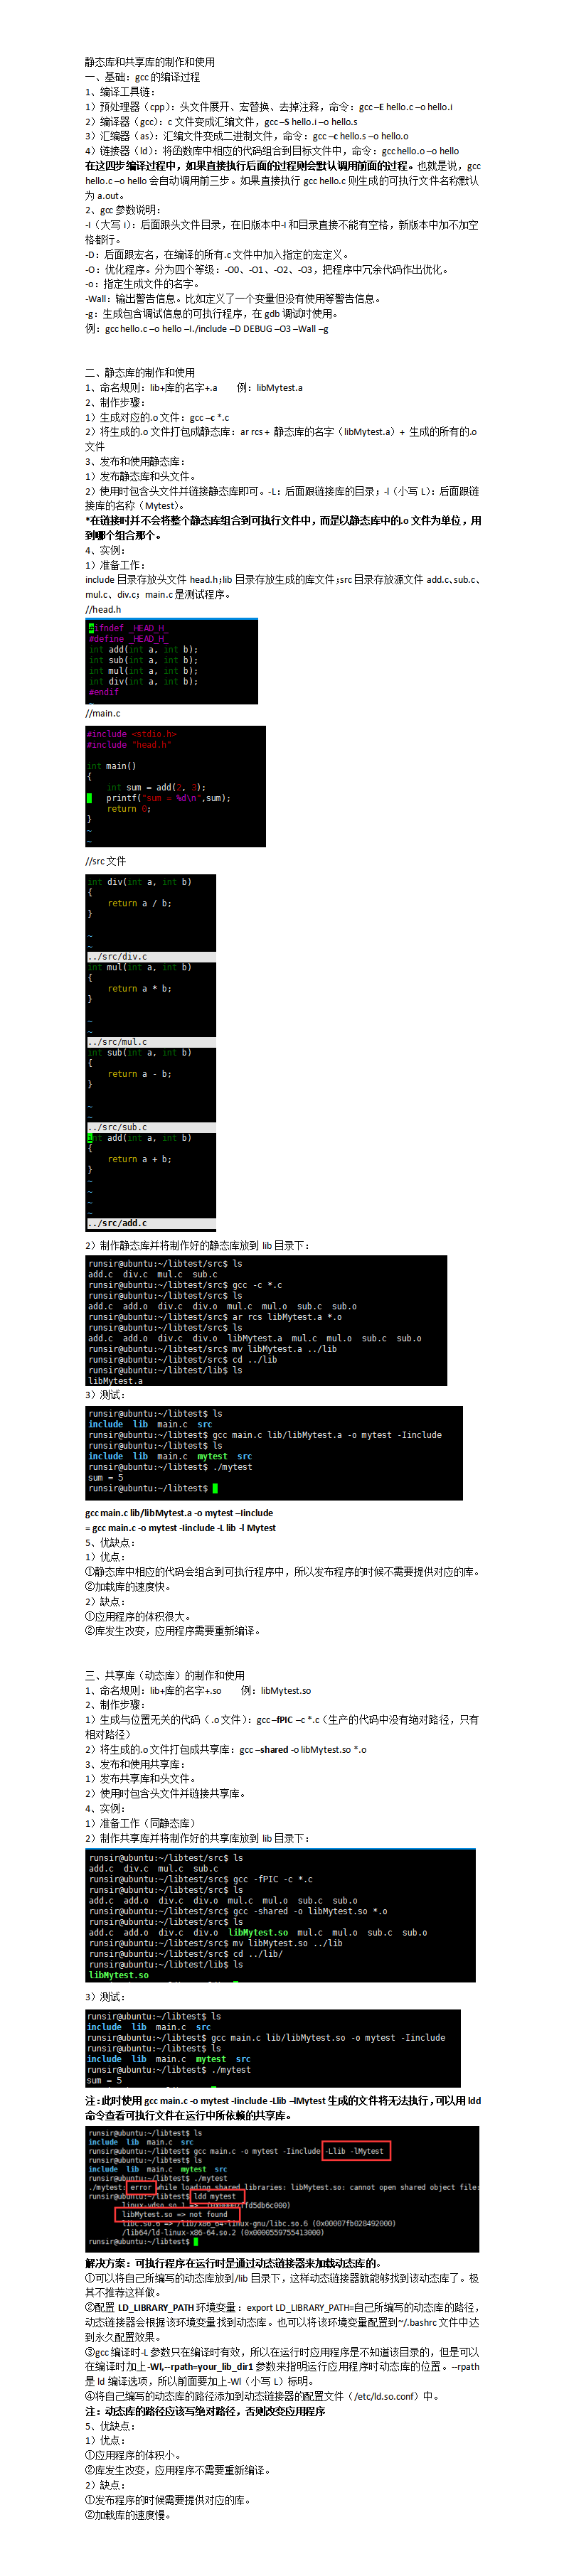 静态库和共享库的制作和使用
一、基础：gcc 的编译过程
1、编译工具链：
1）预处理器（cpp）：头文件展开、宏替换、去掉注释，命令：gcc –E hello.c –o hello.i
2）编译器（gcc）：c 文件变成汇编文件，gcc –S hello.i –o hello.s
3）汇编器（as）：汇编文件变成二进制文件，命令：gcc –c hello.s – o hello.o
4）链接器（ld）：将函数库中相应的代码组合到目标文件中，命令：gcc hello.o – o hello
在这四步编译过程中，如果直接执行后面的过程则会默认调用前面的过程。也就是说，gcc
hello.c –o hello 会自动调用前三步。如果直接执行 gcc hello.c 则生成的可执行文件名称默认
为 a.out。
2、gcc 参数说明：
-I（大写 i）：后面跟头文件目录，在旧版本中-I 和目录直接不能有空格，新版本中加不加空
格都行。
-D：后面跟宏名，在编译的所有.c 文件中加入指定的宏定义。
-O：优化程序。分为四个等级：-O0、-O1、-O2、-O3，把程序中冗余代码作出优化。
-o：指定生成文件的名字。
-Wall：输出警告信息。比如定义了一个变量但没有使用等警告信息。
-g：生成包含调试信息的可执行程序，在 gdb 调试时使用。
例：gcc hello.c –o hello –I./include –D DEBUG –O3 –Wall –g
二、静态库的制作和使用
1、命名规则：lib+库的名字+.a 例：libMytest.a
2、制作步骤：
1）生成对应的.o 文件：gcc –c *.c
2）将生成的.o 文件打包成静态库：ar rcs + 静态库的名字（libMytest.a）+ 生成的所有的.o
文件
3、发布和使用静态库：
1）发布静态库和头文件。
2）使用时包含头文件并链接静态库即可。-L：后面跟链接库的目录；-l（小写 L）：后面跟链
接库的名称（Mytest）。
*在链接时并不会将整个静态库组合到可执行文件中，而是以静态库中的.o 文件为单位，用
到哪个组合那个。
4、实例：
1）准备工作：
include 目录存放头文件 head.h；lib 目录存放生成的库文件；src 目录存放源文件 add.c、sub.c、
mul.c、div.c；main.c 是测试程序。
//head.h
#ifndef _HEAD_H_
#define _HEAD_H_
int add(int a, int b);
int sub(int a, int b);
int mul(int a, int b);
int div(int a, int b);
#endif
//main.c
#include <stdio.h>
#include "head.h"
int main()
{
int sum = add(2, 3);
printf("sum = %d\n",sum);
return 0;
}
~
~
//src 文件
int div(int a, int b)
{
return a / b;
}
~
~
../src/div.c
int mul(int a, int b)
{
return a * b;
}
~
~
../src/mul.c
int sub(int a, int b)
{
return a - b;
}
~
~
../src/sub.c
int add(int a, int b)
{
return a + b;
}
~
~
~
~
../src/add.c
2）制作静态库并将制作好的静态库放到 lib 目录下：
runsir@ubuntu:~/libtest/src$ ls
add.c div.c mul.c sub.c
runsir@ubuntu:~/libtest/src$ gcc -c *.c
runsir@ubuntu:~/libtest/src$ ls
add.c add.o div.c div.o mul.c mul.o sub.c sub.o
runsir@ubuntu:~/libtest/src$ ar rcs libMytest.a *.o
runsir@ubuntu:~/libtest/src$ ls
add.c add.o div.c div.o libMytest.a mul.c mul.o sub.c sub.o
runsir@ubuntu:~/libtest/src$ mv libMytest.a ../lib
runsir@ubuntu:~/libtest/src$ cd ../lib
runsir@ubuntu:~/libtest/lib$ ls
libMytest.a
3）测试：
runsir@ubuntu:~/libtest$ ls
include lib main.c src
runsir@ubuntu:~/libtest$ gcc main.c lib/libMytest.a -o mytest -Iinclude
runsir@ubuntu:~/libtest$ ls
include lib main.c mytest src
runsir@ubuntu:~/libtest$ ./mytest
sum = 5
runsir@ubuntu:~/libtest$
gcc main.c lib/libMytest.a -o mytest –Iinclude
= gcc main.c -o mytest -Iinclude -L lib -l Mytest
5、优缺点：
1）优点：
①静态库中相应的代码会组合到可执行程序中，所以发布程序的时候不需要提供对应的库。
②加载库的速度快。
2）缺点：
①应用程序的体积很大。
②库发生改变，应用程序需要重新编译。
三、共享库（动态库）的制作和使用
1、命名规则：lib+库的名字+.so 例：libMytest.so
2、制作步骤：
1）生成与位置无关的代码（.o 文件）：gcc –fPIC –c *.c（生产的代码中没有绝对路径，只有
相对路径）
2）将生成的.o 文件打包成共享库：gcc –shared -o libMytest.so *.o
3、发布和使用共享库：
1）发布共享库和头文件。
2）使用时包含头文件并链接共享库。
4、实例：
1）准备工作（同静态库）
2）制作共享库并将制作好的共享库放到 lib 目录下：
runsir@ubuntu:~/libtest/src$ ls
add.c div.c mul.c sub.c
runsir@ubuntu:~/libtest/src$ gcc -fPIC -c *.c
runsir@ubuntu:~/libtest/src$ ls
add.c add.o div.c div.o mul.c mul.o sub.c sub.o
runsir@ubuntu:~/libtest/src$ gcc -shared -o libMytest.so *.o
runsir@ubuntu:~/libtest/src$ ls
add.c add.o div.c div.o libMytest.so mul.c mul.o sub.c sub.o
runsir@ubuntu:~/libtest/src$ mv libMytest.so ../lib
runsir@ubuntu:~/libtest/src$ cd ../lib/
runsir@ubuntu:~/libtest/lib$ ls
libMytest.so
3）测试：
runsir@ubuntu:~/libtest$ ls
include lib main.c src
runsir@ubuntu:~/libtest$ gcc main.c lib/libMytest.so -o mytest -Iinclude
runsir@ubuntu:~/libtest$ ls
include lib main.c mytest src
runsir@ubuntu:~/libtest$ ./mytest
sum = 5
注：此时使用 gcc main.c -o mytest -Iinclude -Llib –lMytest 生成的文件将无法执行，可以用 ldd
命令查看可执行文件在运行中所依赖的共享库。
runsir@ubuntu:~/libtest$ ls
include lib main.c src
runsir@ubuntu:~/libtest$ gcc main.c -o mytest -Iinclude -Llib -lMytest
runsir@ubuntu:~/libtest$ ls
include lib main.c mytest src
runsir@ubuntu:~/libtest$ ./mytest
./mytest: error while loading shared libraries: libMytest.so: cannot open shared object file:
runsir@ubuntu:~/libtest$ ldd mytest
linux-vdso.so.1 =>
libMytest.so => not found
libc.so.6 => /lib/x86_64-linux-gnu/libc.so.6 (0x00007fb028492000)
/lib64/ld-linux-x86-64.so.2 (0x0000559755413000)
runsir@ubuntu:~/libtest$
解决方案：可执行程序在运行时是通过动态链接器来加载动态库的。
①可以将自己所编写的动态库放到/lib 目录下，这样动态链接器就能够找到该动态库了。极
其不推荐这样做。
②配置 LD_LIBRARY_PATH 环境变量：export LD_LIBRARY_PATH=自己所编写的动态库的路径，
动态链接器会根据该环境变量找到动态库。也可以将该环境变量配置到~/.bashrc 文件中达
到永久配置效果。
③gcc 编译时-L 参数只在编译时有效，所以在运行时应用程序是不知道该目录的，但是可以
在编译时加上-Wl,--rpath=your_lib_dir1 参数来指明运行应用程序时动态库的位置。--rpath
是 ld 编译选项，所以前面要加上-Wl（小写 L）标明。
④将自己编写的动态库的路径添加到动态链接器的配置文件（/etc/ld.so.conf）中。
注：动态库的路径应该写绝对路径，否则改变应用程序
5、优缺点：
1）优点：
①应用程序的体积小。
②库发生改变，应用程序不需要重新编译。
2）缺点：
①发布程序的时候需要提供对应的库。
②加载库的速度慢。